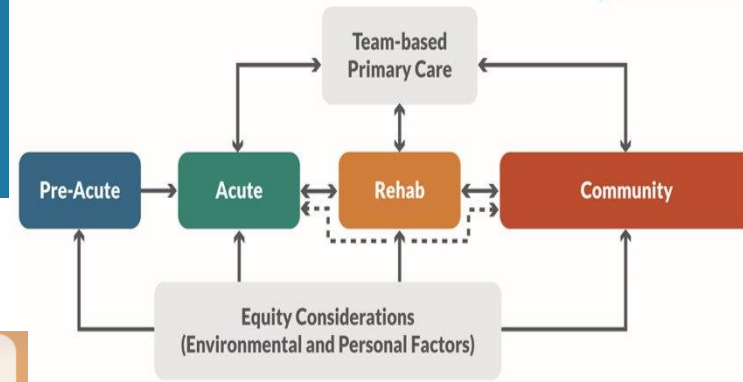 Team-based
Primary Care
Pre-Acute
Acute
Rehab
Community
Equity Considerations
(Environmental and Personal Factors)